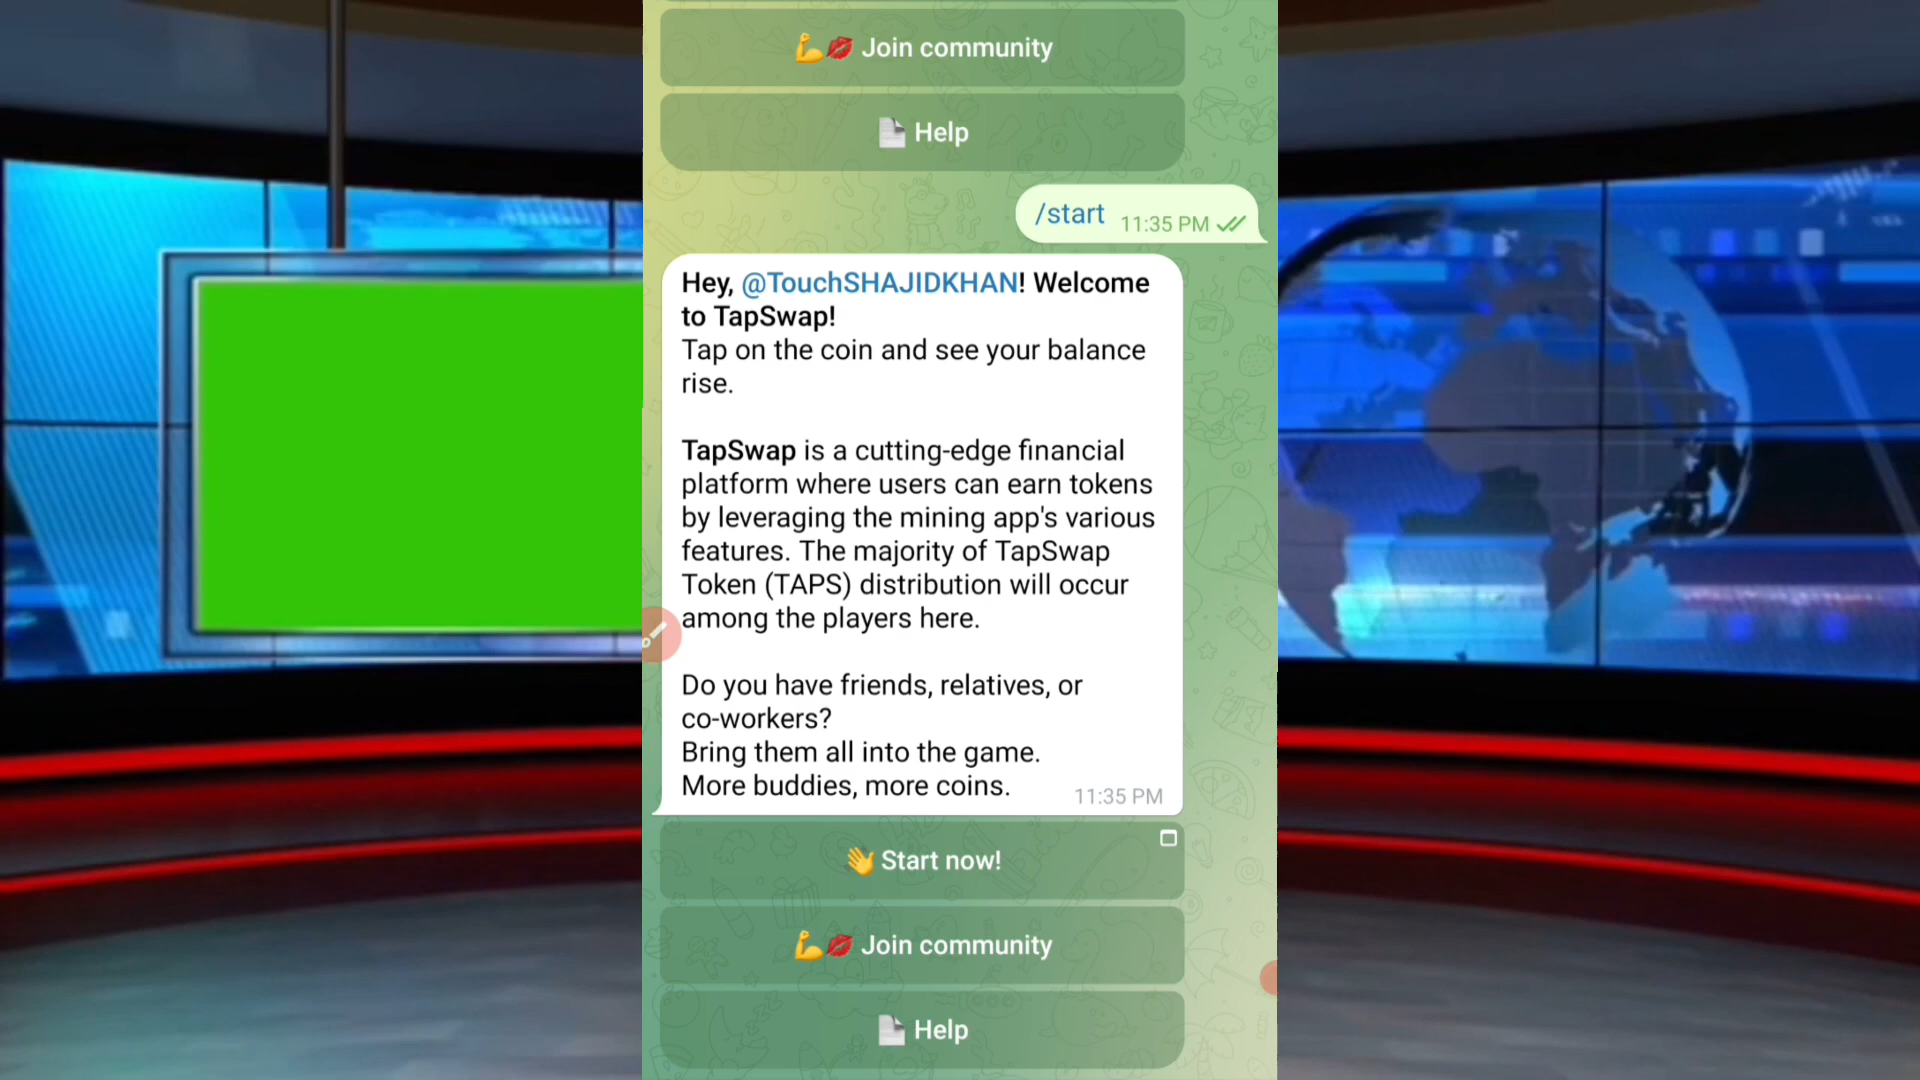 💪💋 Join community
📄 Help
/start 11:35 PM
Hey, @TouchSHAJIDKHAN! Welcome
to TapSwap!
Tap on the coin and see your balance
rise.
TapSwap is a cutting-edge financial
platform where users can earn tokens
by leveraging the mining app's various
features. The majority of TapSwap
Token (TAPS) distribution will occur
among the players here.
Do you have friends, relatives, or
co-workers?
Bring them all into the game.
More buddies, more coins. 11:35 PM
👋 Start now!
💪💋 Join community
📄 Help